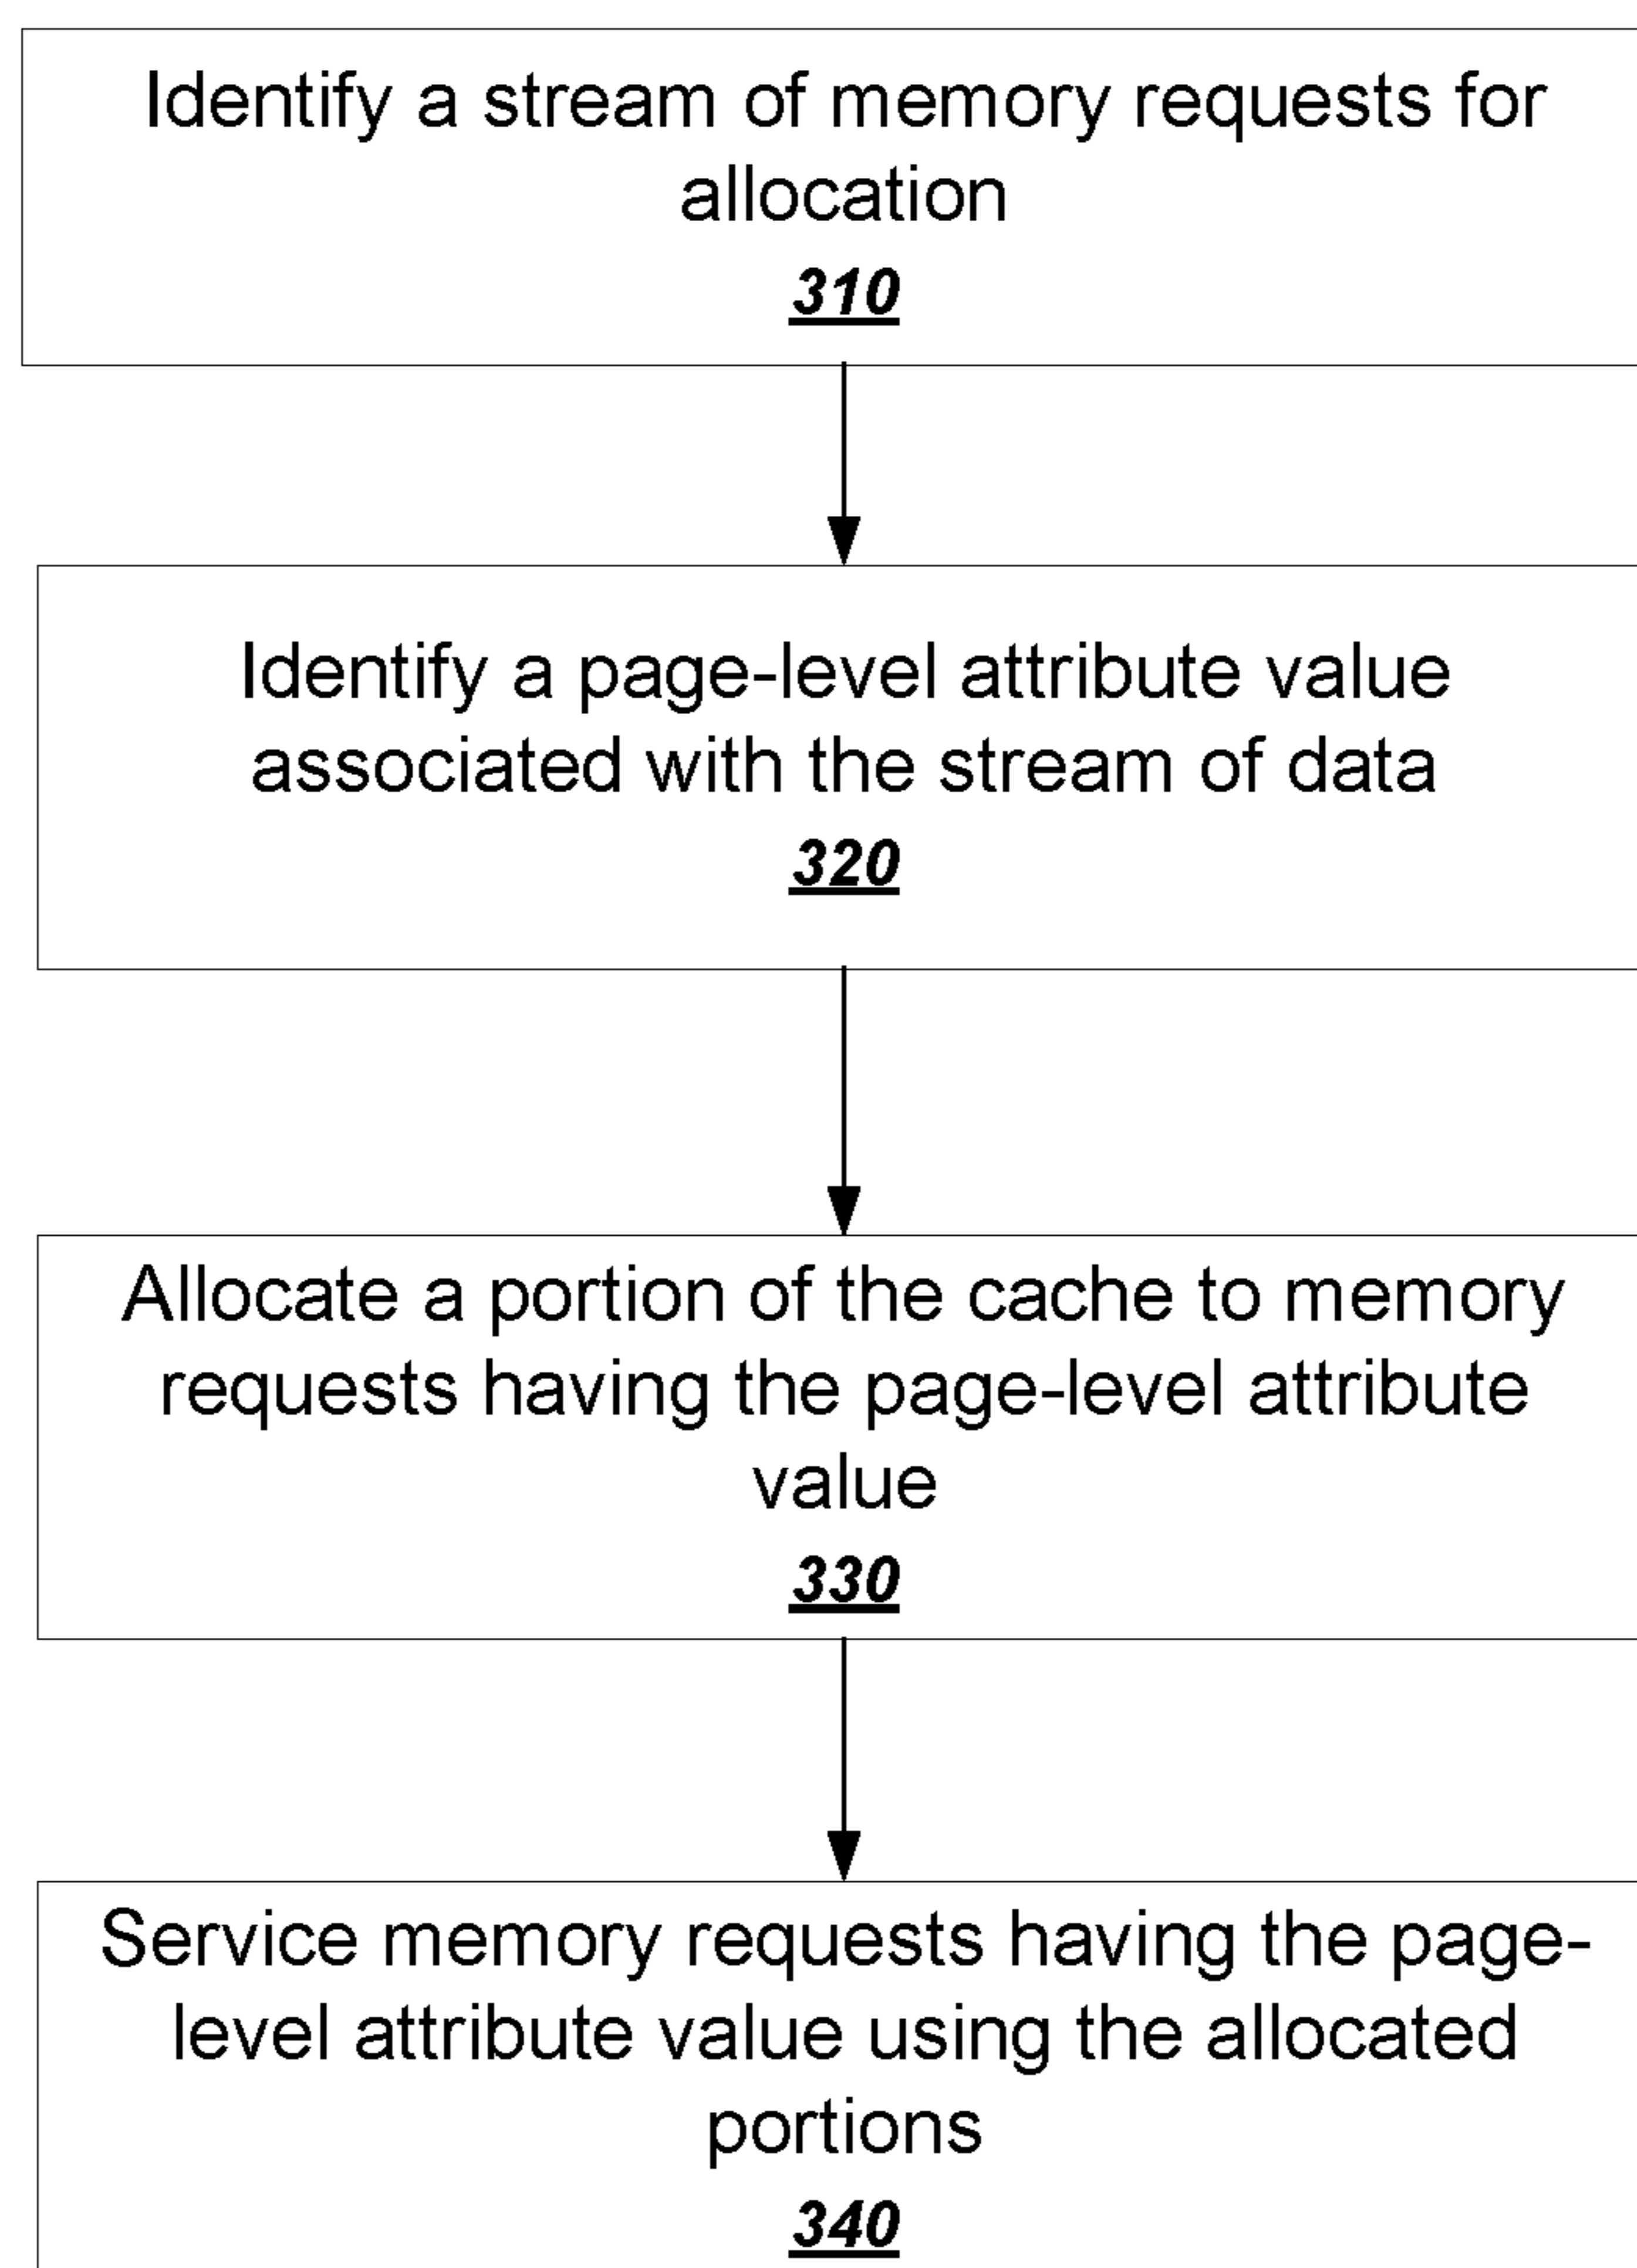 Identify a stream of memory requests for
allocation
310
Identify a page-level attribute value
associated with the stream of data
320
Allocate a portion of the cache to memory
requests having the page-level attribute
value
330
Service memory requests having the page-
level attribute value using the allocated
portions
340